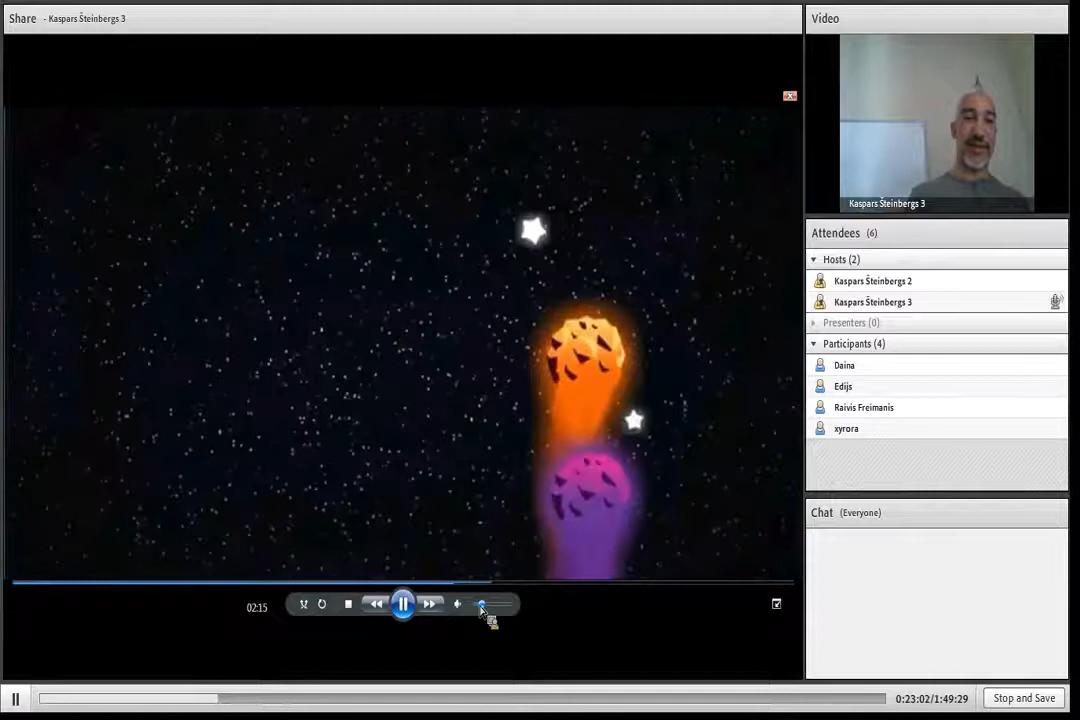 Share - Kaspars Šteinbergs 3
Video
Kaspars Šteinbergs 3
Attendees (6)
Hosts (2)
Kaspars Šteinbergs 2
Kaspars Šteinbergs 3
Presenters (0)
Participants (4)
Daina
Edijs
Raivis Freimanis
xyrora
Chat (Everyone)
02:15
0:23:02/1:49:29
Stop and Save